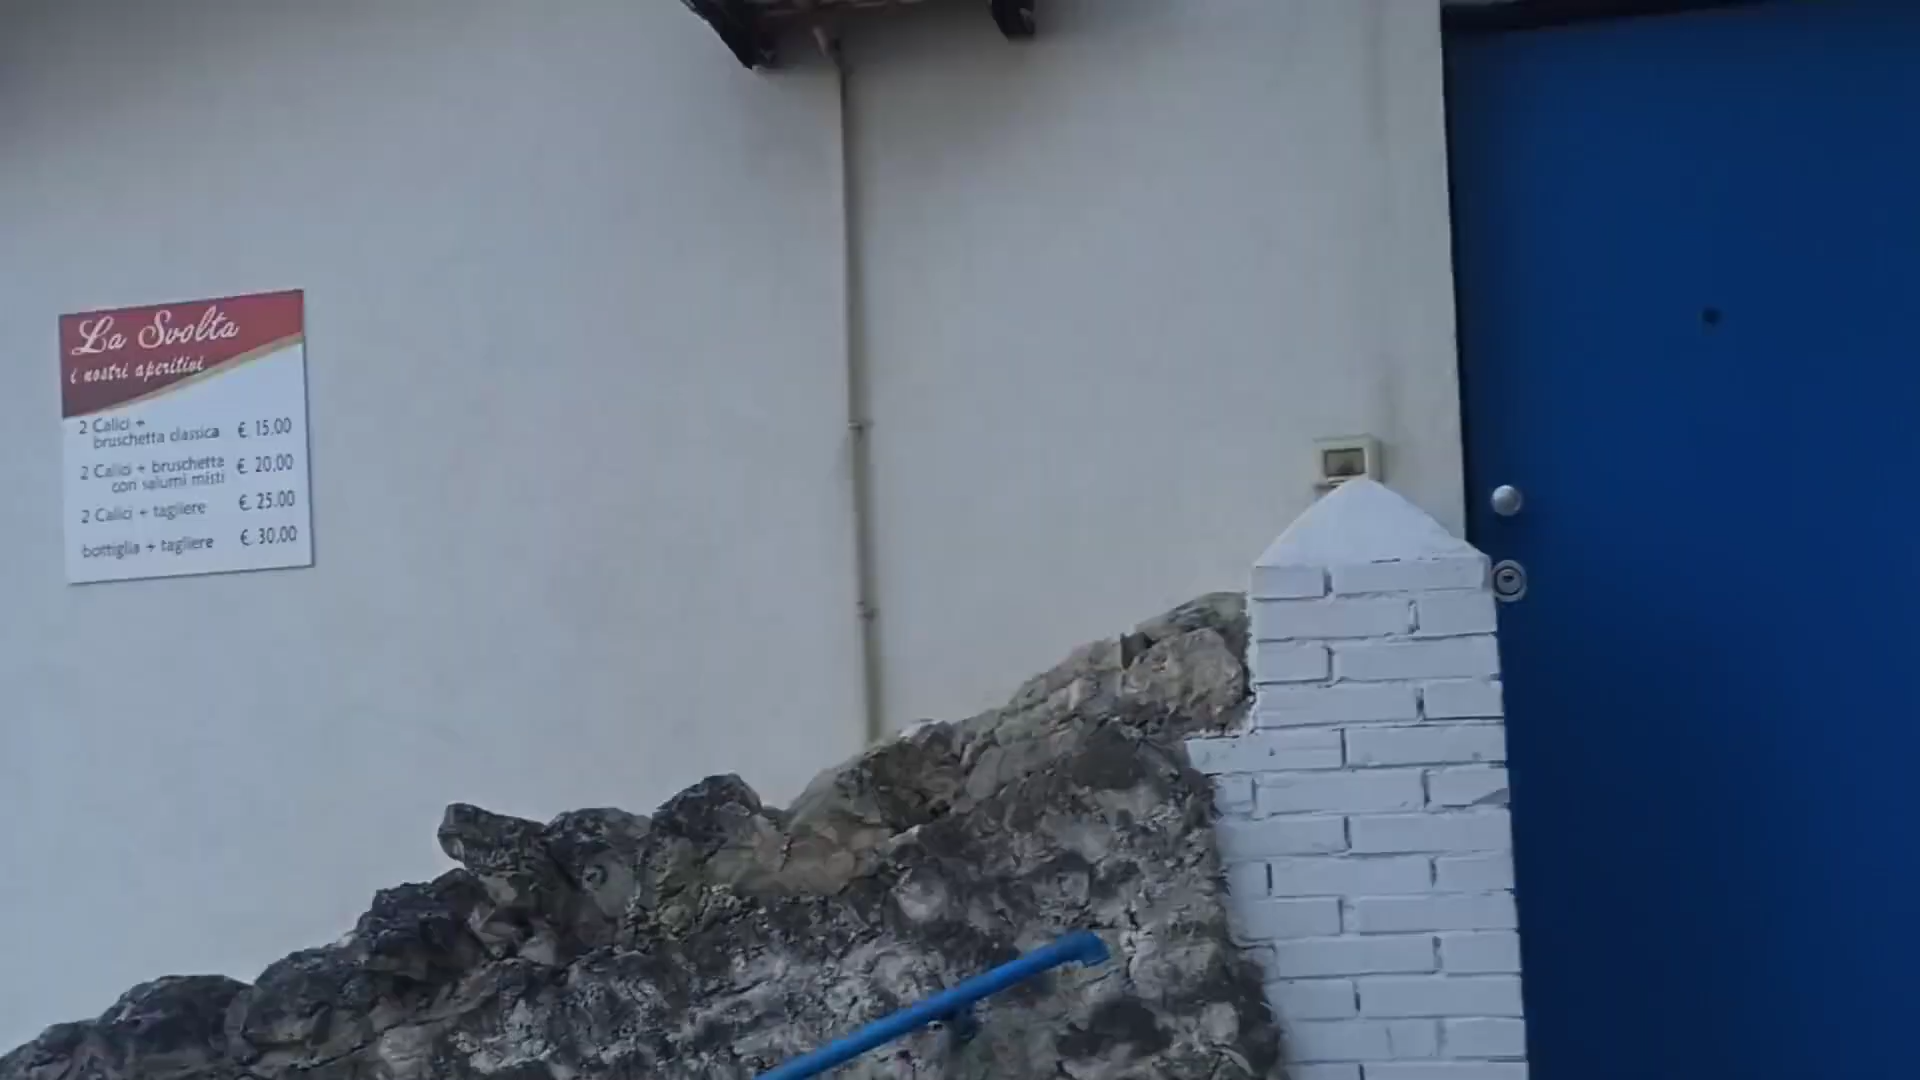 La Svolta
i nostri aperitivi
2 Calici +
bruschetta classica € 15.00
2 Calici + bruschetta
con salumi misti € 20.00
2 Calici + tagliere € 25.00
bottiglia + tagliere € 30.00